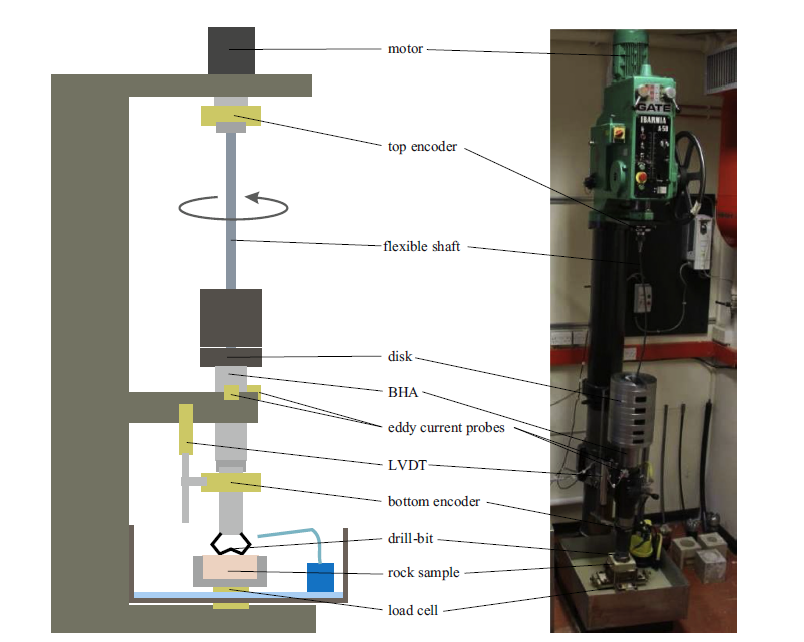 motor
top encoder
flexible shaft
disk
BHA
eddy current probes
LVDT
bottom encoder
drill-bit
rock sample
load cell
GATE
IBARMIA
A-50